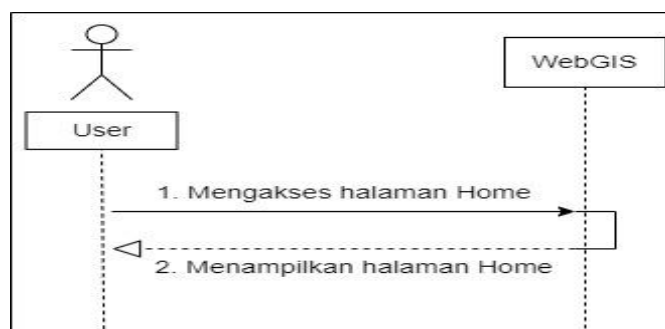 WebGIS
User
1. Mengakses halaman Home
2. Menampilkan halaman Home